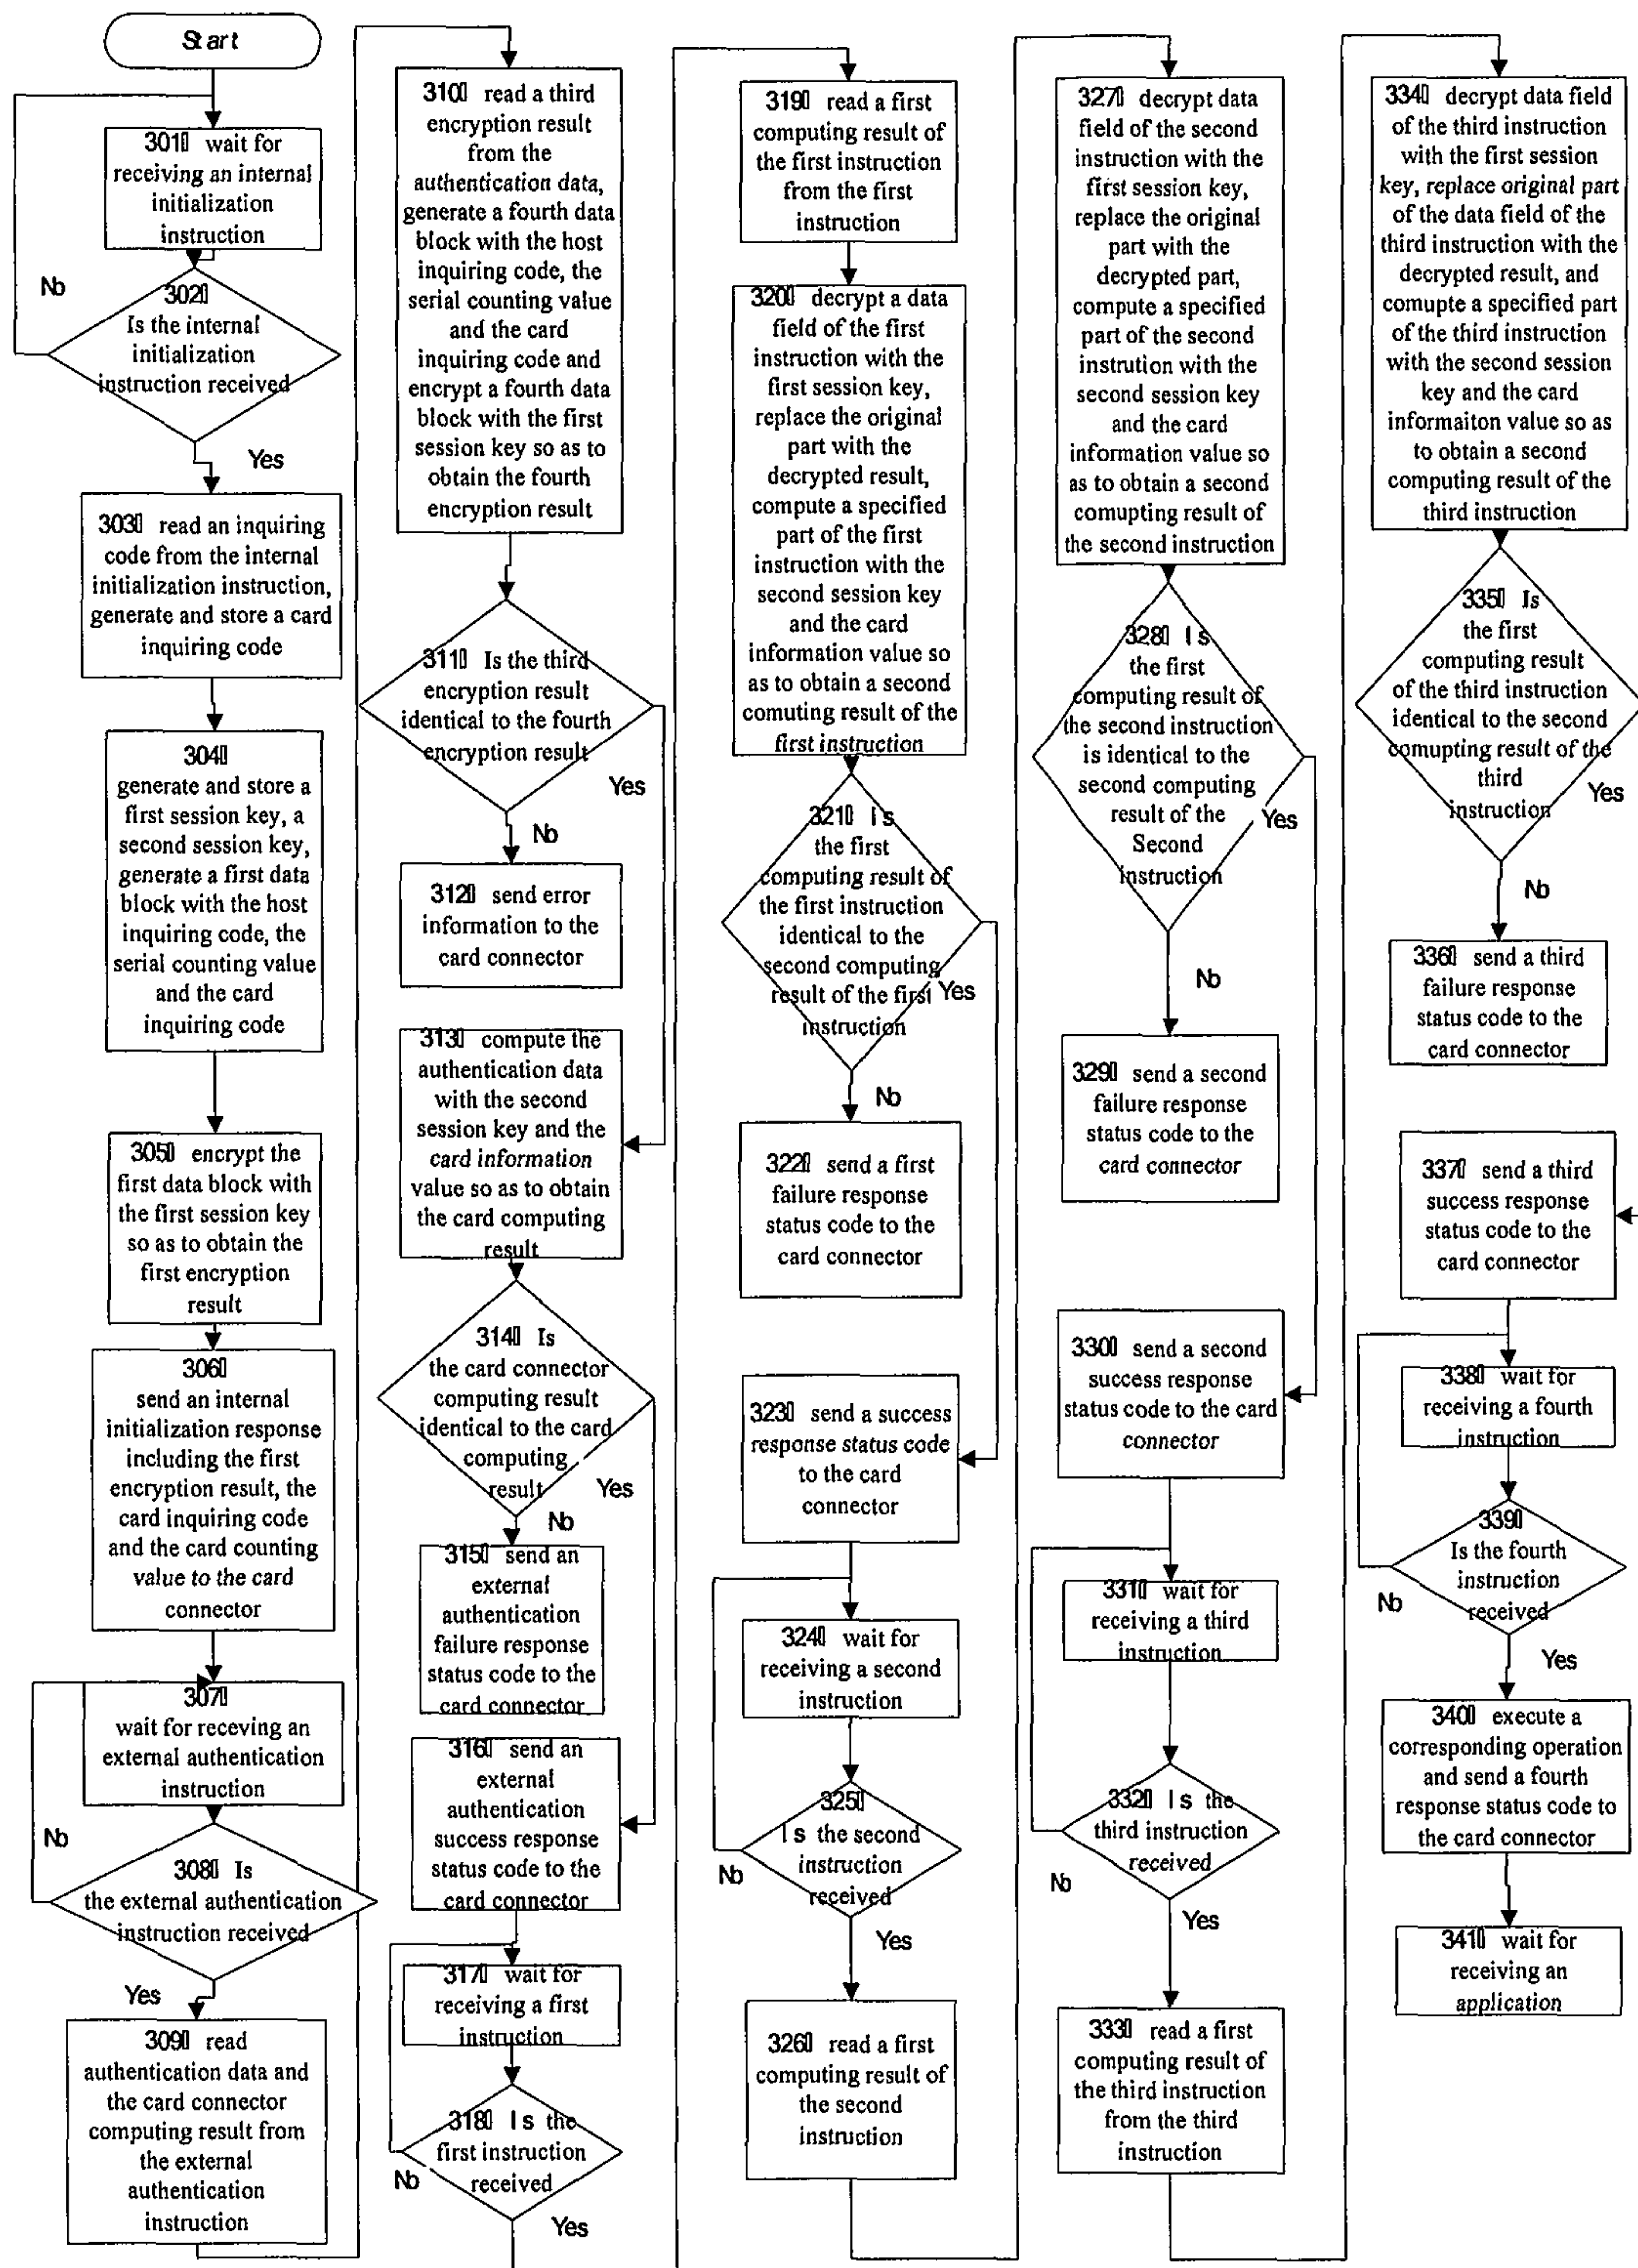 Start
301 wait for
receiving an internal
initialization
instruction
No
302
Is the internal
initialization
instruction received
Yes
303 read an inquiring
code from the internal
initialization instruction,
generate and store a card
inquiring code
304
generate and store a
first session key, a
second session key,
generate a first data
block with the host
inquiring code, the
serial counting value
and the card
inquiring code
305 encrypt the
first data block with
the first session key
so as to obtain the
first encryption
result
306
send an internal
initialization response
including the first
encryption result, the
card inquiring code
and the card counting
value to the card
connector
307
wait for receving an
external authentication
instruction
No
308 Is
the external authentication
instruction received
Yes
309 read
authentication data and
the card connector
computing result from
the external
authentication
instruction
310 read a third
encryption result
from the
authentication data,
generate a fourth data
block with the host
inquiring code, the
serial counting value
and the card
inquiring code and
encrypt a fourth data
block with the first
session key so as to
obtain the fourth
encryption result
311 Is the third
encryption result
identical to the fourth
encryption result
Yes
No
312 send error
information to the
card connector
313 compute the
authentication data
with the second
session key and the
card information
value so as to obtain
the card computing
result
314 Is
the card connector
computing result
identical to the card
computing
result
Yes
No
315 send an
external
authentication
failure response
status code to the
card connector
316 send an
external
authentication
success response
status code to the
card connector
317 wait for
receiving a first
instruction
318 Is the
first instruction
received
No
Yes
319 read a first
computing result of
the first instruction
from the first
instruction
320 decrypt a data
field of the first
instruction with the
first session key,
replace the original
part with the
decrypted result,
compute a specified
part of the first
instruction with the
second session key
and the card
information value so
as to obtain a second
comuting result of the
first instruction
321 Is
the first
computing result of
the first instruction
identical to the
second computing
result of the first
instruction
Yes
No
322 send a first
failure response
status code to the
card connector
323 send a success
response status code
to the card
connector
324 wait for
receiving a second
instruction
325
Is the second
instruction
received
No
Yes
326 read a first
computing result of
the second
instruction
327 decrypt data
field of the second
instruction with the
first session key,
replace the original
part with the
decrypted part,
compute a specified
part of the second
instrution with the
second session key
and the card
information value so
as to obtain a second
comupting result of
the second instruction
328 Is
the first
computing result of
the second instruction
is identical to the
second computing
result of the
Second
instruction
Yes
No
329 send a second
failure response
status code to the
card connector
330 send a second
success response
status code to the card
connector
331 wait for
receiving a third
instruction
332 Is the
third instruction
received
No
Yes
333 read a first
computing result of
the third instruction
from the third
instruction
334 decrypt data field
of the third instruction
with the first session
key, replace original part
of the data field of the
third instruction with the
decrypted result, and
comupte a specified part
of the third instruction
with the second session
key and the card
informaiton value so as
to obtain a second
computing result of the
third instruction
335 Is
the first
computing result
of the third instruction
identical to the second
comupting result of the
third
instruction
Yes
No
336 send a third
failure response
status code to the
card connector
337 send a third
success response
status code to the
card connector
338 wait for
receiving a fourth
instruction
339
Is the fourth
instruction
received
No
Yes
340 execute a
corresponding operation
and send a fourth
response status code to
the card connector
341 wait for
receiving an
application